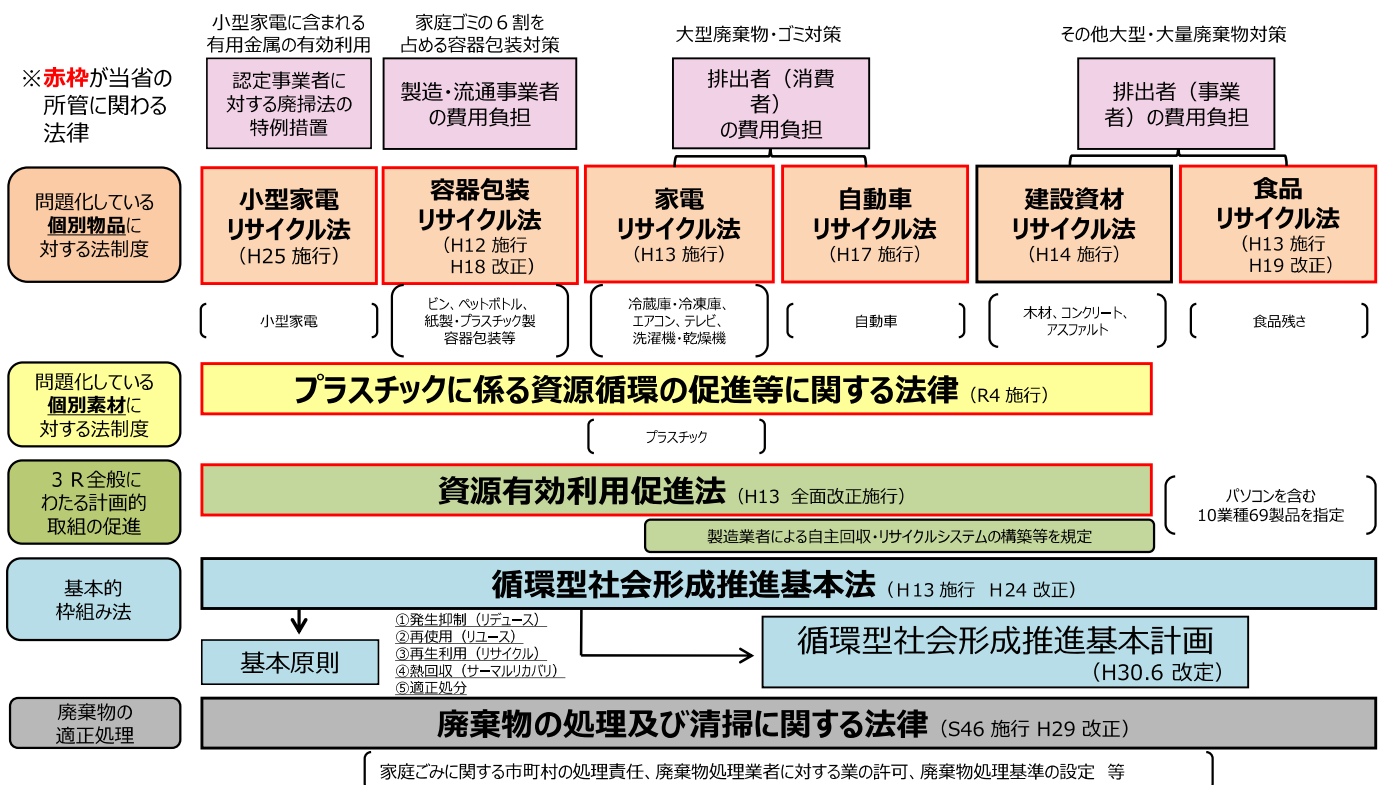 小型家電に含まれる
有用金属の有効利用
家庭ゴミの6割を
占める容器包装対策
大型廃棄物・ゴミ対策
その他大型・大量廃棄物対策
※赤枠が当省の
所管に関わる
法律
認定事業者に
対する廃掃法の
特例措置
製造・流通事業者
の費用負担
排出者（消費
者）
の費用負担
排出者（事業
者）の費用負担
問題化している
個別物品に
対する法制度
小型家電
リサイクル法
（H25 施行）
容器包装
リサイクル法
（H12 施行
H18 改正）
家電
リサイクル法
（H13 施行）
自動車
リサイクル法
（H17 施行）
建設資材
リサイクル法
（H14 施行）
食品
リサイクル法
（H13 施行
H19 改正）
小型家電
ビン、ペットボトル、
紙製・プラスチック製
容器包装等
冷蔵庫・冷凍庫、
エアコン、テレビ、
洗濯機・乾燥機
自動車
木材、コンクリート、
アスファルト
食品残さ
問題化している
個別素材に
対する法制度
プラスチックに係る資源循環の促進等に関する法律（R4 施行）
プラスチック
３Ｒ全般に
わたる計画的
取組の促進
資源有効利用促進法（H13 全面改正施行）
パソコンを含む
10業種69製品を指定
製造業者による自主回収・リサイクルシステムの構築等を規定
基本的
枠組み法
循環型社会形成推進基本法（H13 施行 H24 改正）
基本原則
①発生抑制（リデュース）
②再使用（リユース）
③再生利用（リサイクル）
④熱回収（サーマルリカバリ）
⑤適正処分
循環型社会形成推進基本計画
（H30.6 改定）
廃棄物の
適正処理
廃棄物の処理及び清掃に関する法律（S46 施行 H29 改正）
家庭ごみに関する市町村の処理責任、廃棄物処理業者に対する業の許可、廃棄物処理基準の設定 等